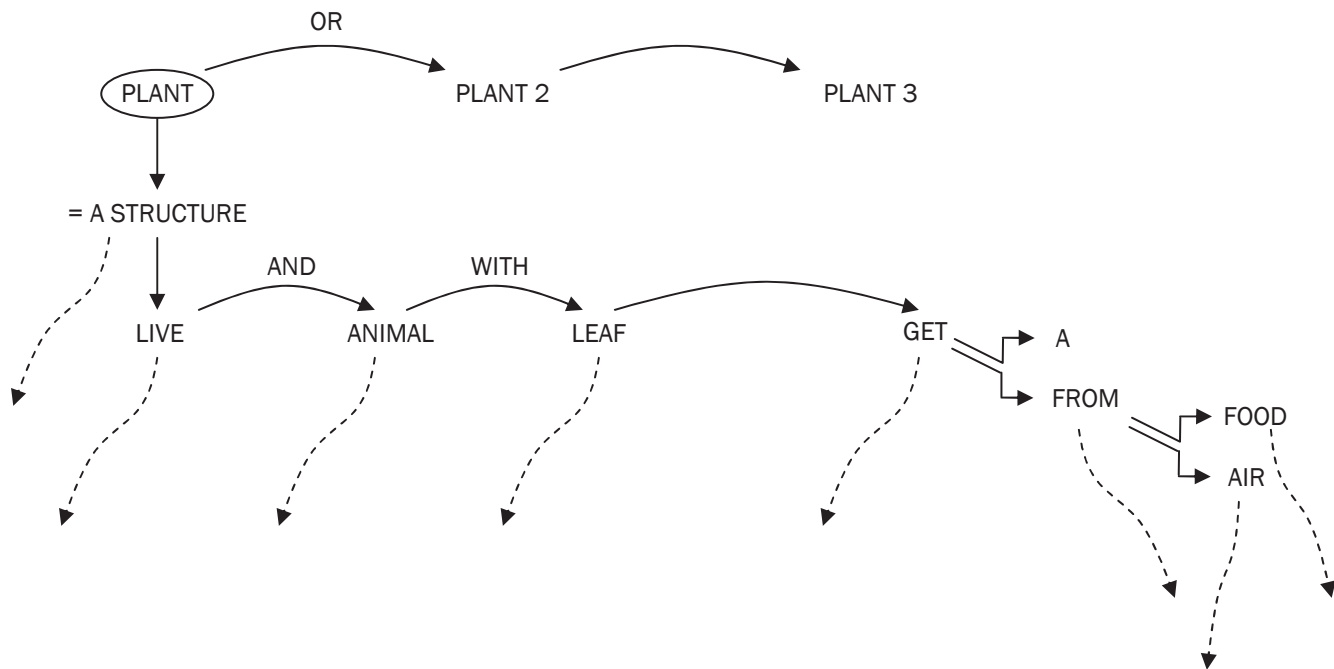 OR
PLANT PLANT 2 PLANT 3
= A STRUCTURE
AND WITH
LIVE ANIMAL LEAF GET A
FROM FOOD
AIR